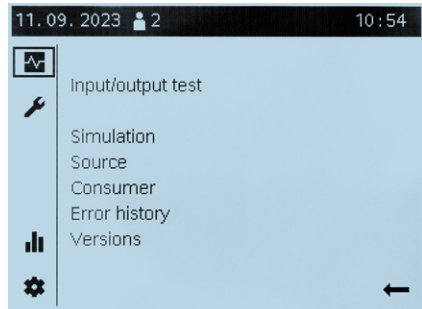 11. 09. 2023 2 10:54
Input/output test
Simulation
Source
Consumer
Error history
Versions